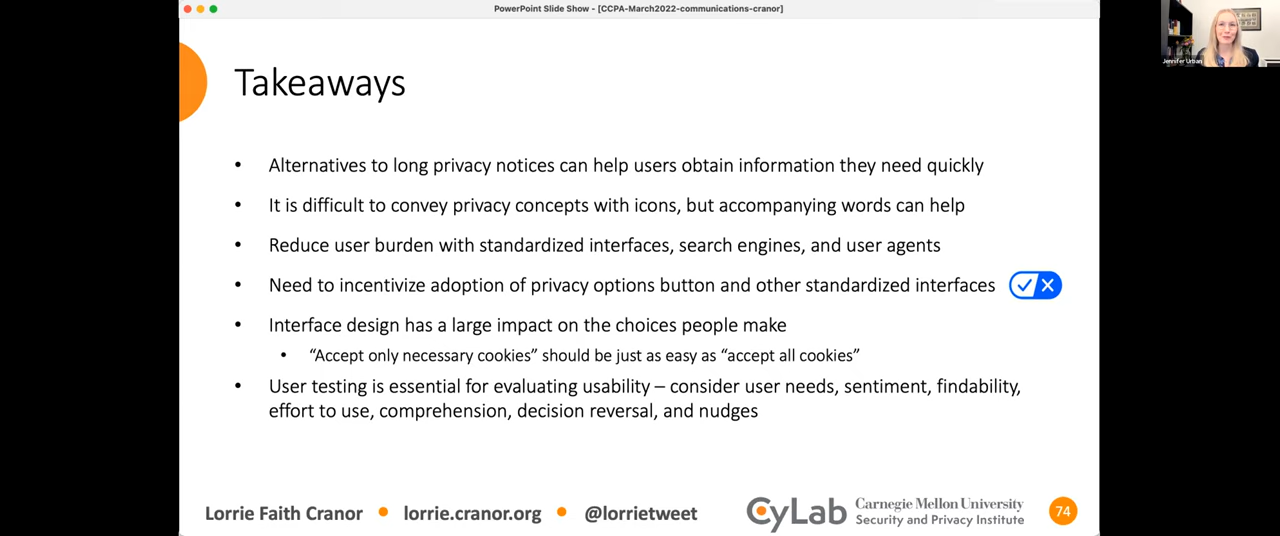 PowerPoint Slide Show - [CCPA-March2022-communications-cranor]
Jennifer Urban
Takeaways
• Alternatives to long privacy notices can help users obtain information they need quickly
• It is difficult to convey privacy concepts with icons, but accompanying words can help
• Reduce user burden with standardized interfaces, search engines, and user agents
• Need to incentivize adoption of privacy options button and other standardized interfaces
• Interface design has a large impact on the choices people make
• “Accept only necessary cookies” should be just as easy as “accept all cookies”
• User testing is essential for evaluating usability – consider user needs, sentiment, findability,
effort to use, comprehension, decision reversal, and nudges
Lorrie Faith Cranor • lorrie.cranor.org • @lorrietweet
CyLab
Carnegie Mellon University
Security and Privacy Institute
74